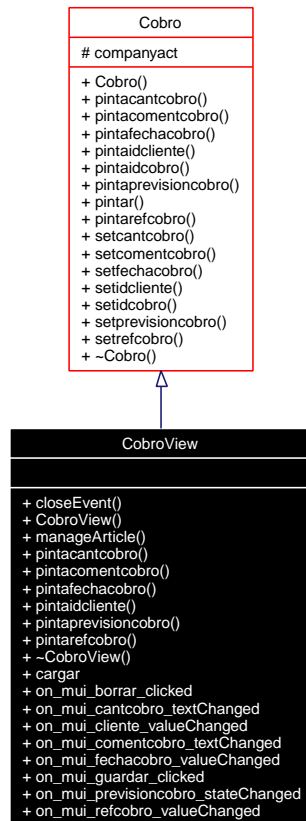 Cobro
# companyact
+ Cobro()
+ pintacantcobro()
+ pintacomentcobro()
+ pintafechacobro()
+ pintaidcliente()
+ pintaidcobro()
+ pintaprevisioncobro()
+ pintar()
+ pintarefcobro()
+ setcantcobro()
+ setcomentcobro()
+ setfechacobro()
+ setidcliente()
+ setidcobro()
+ setprevisioncobro()
+ setrefcobro()
+ ~Cobro()
CobroView
+ closeEvent()
+ CobroView()
+ manageArticle()
+ pintacantcobro()
+ pintacomentcobro()
+ pintafechacobro()
+ pintaidcliente()
+ pintaprevisioncobro()
+ pintarefcobro()
+ ~CobroView()
+ cargar
+ on_mui_borrar_clicked
+ on_mui_cantcobro_textChanged
+ on_mui_cliente_valueChanged
+ on_mui_comentcobro_textChanged
+ on_mui_fechacobro_valueChanged
+ on_mui_guardar_clicked
+ on_mui_previsioncobro_stateChanged
+ on_mui_refcobro_valueChanged